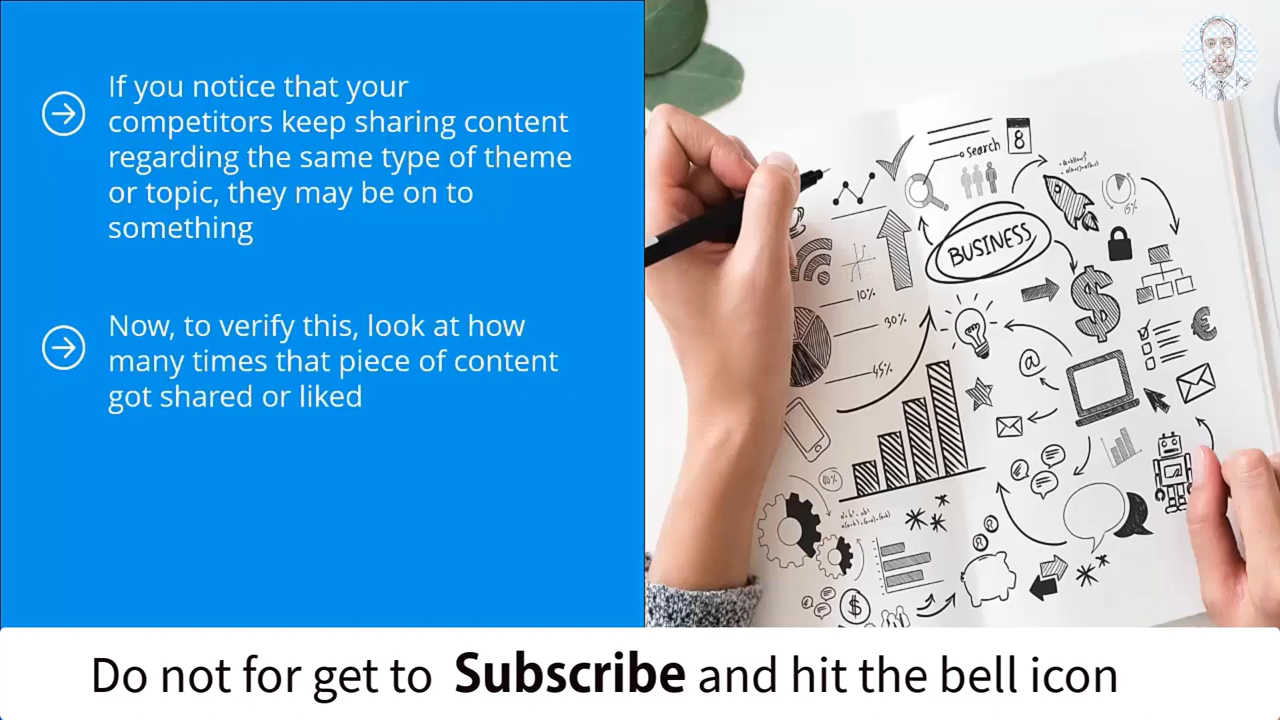 If you notice that your
competitors keep sharing content
regarding the same type of theme
or topic, they may be on to
something
Now, to verify this, look at how
many times that piece of content
got shared or liked
search
8
BUSINESS
15%
10%
30%
45%
@
Do not for get to Subscribe and hit the bell icon